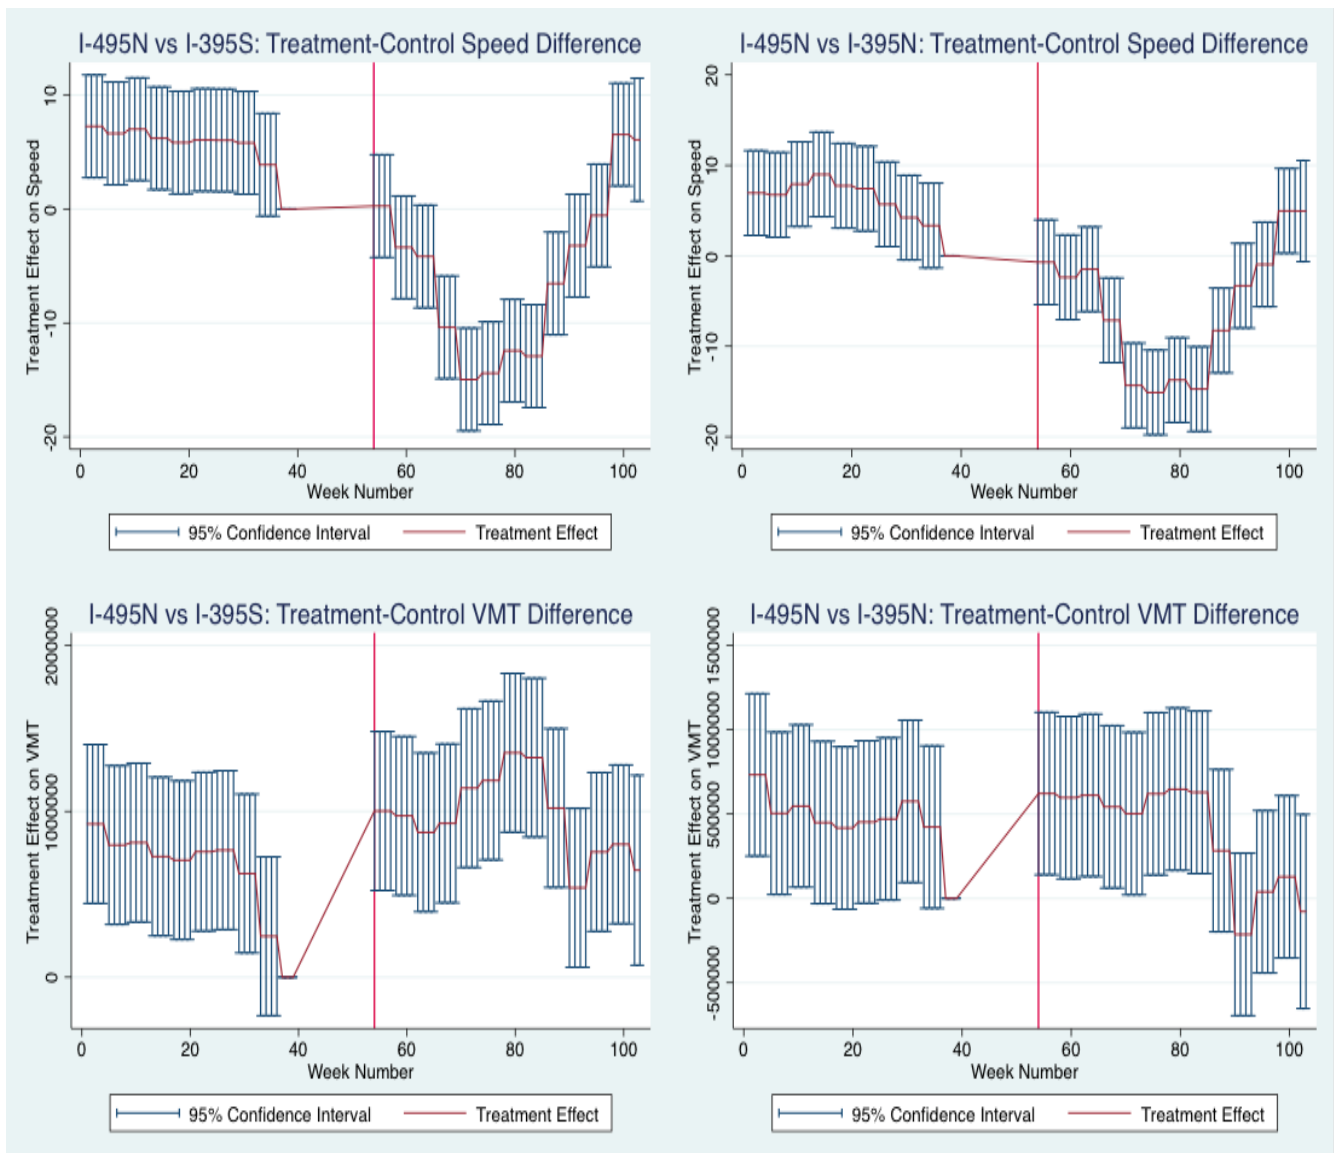 I-495N vs I-395S: Treatment-Control Speed Difference
Treatment Effect on Speed
10
0
-10
-20
0 20 40 60 80 100
Week Number
95% Confidence Interval Treatment Effect
I-495N vs I-395N: Treatment-Control Speed Difference
Treatment Effect on Speed
20
10
0
-10
-20
0 20 40 60 80 100
Week Number
95% Confidence Interval Treatment Effect
I-495N vs I-395S: Treatment-Control VMT Difference
Treatment Effect on VMT
2000000
1000000
0
0 20 40 60 80 100
Week Number
95% Confidence Interval Treatment Effect
I-495N vs I-395N: Treatment-Control VMT Difference
Treatment Effect on VMT
1500000
1000000
500000
0
-500000
0 20 40 60 80 100
Week Number
95% Confidence Interval Treatment Effect